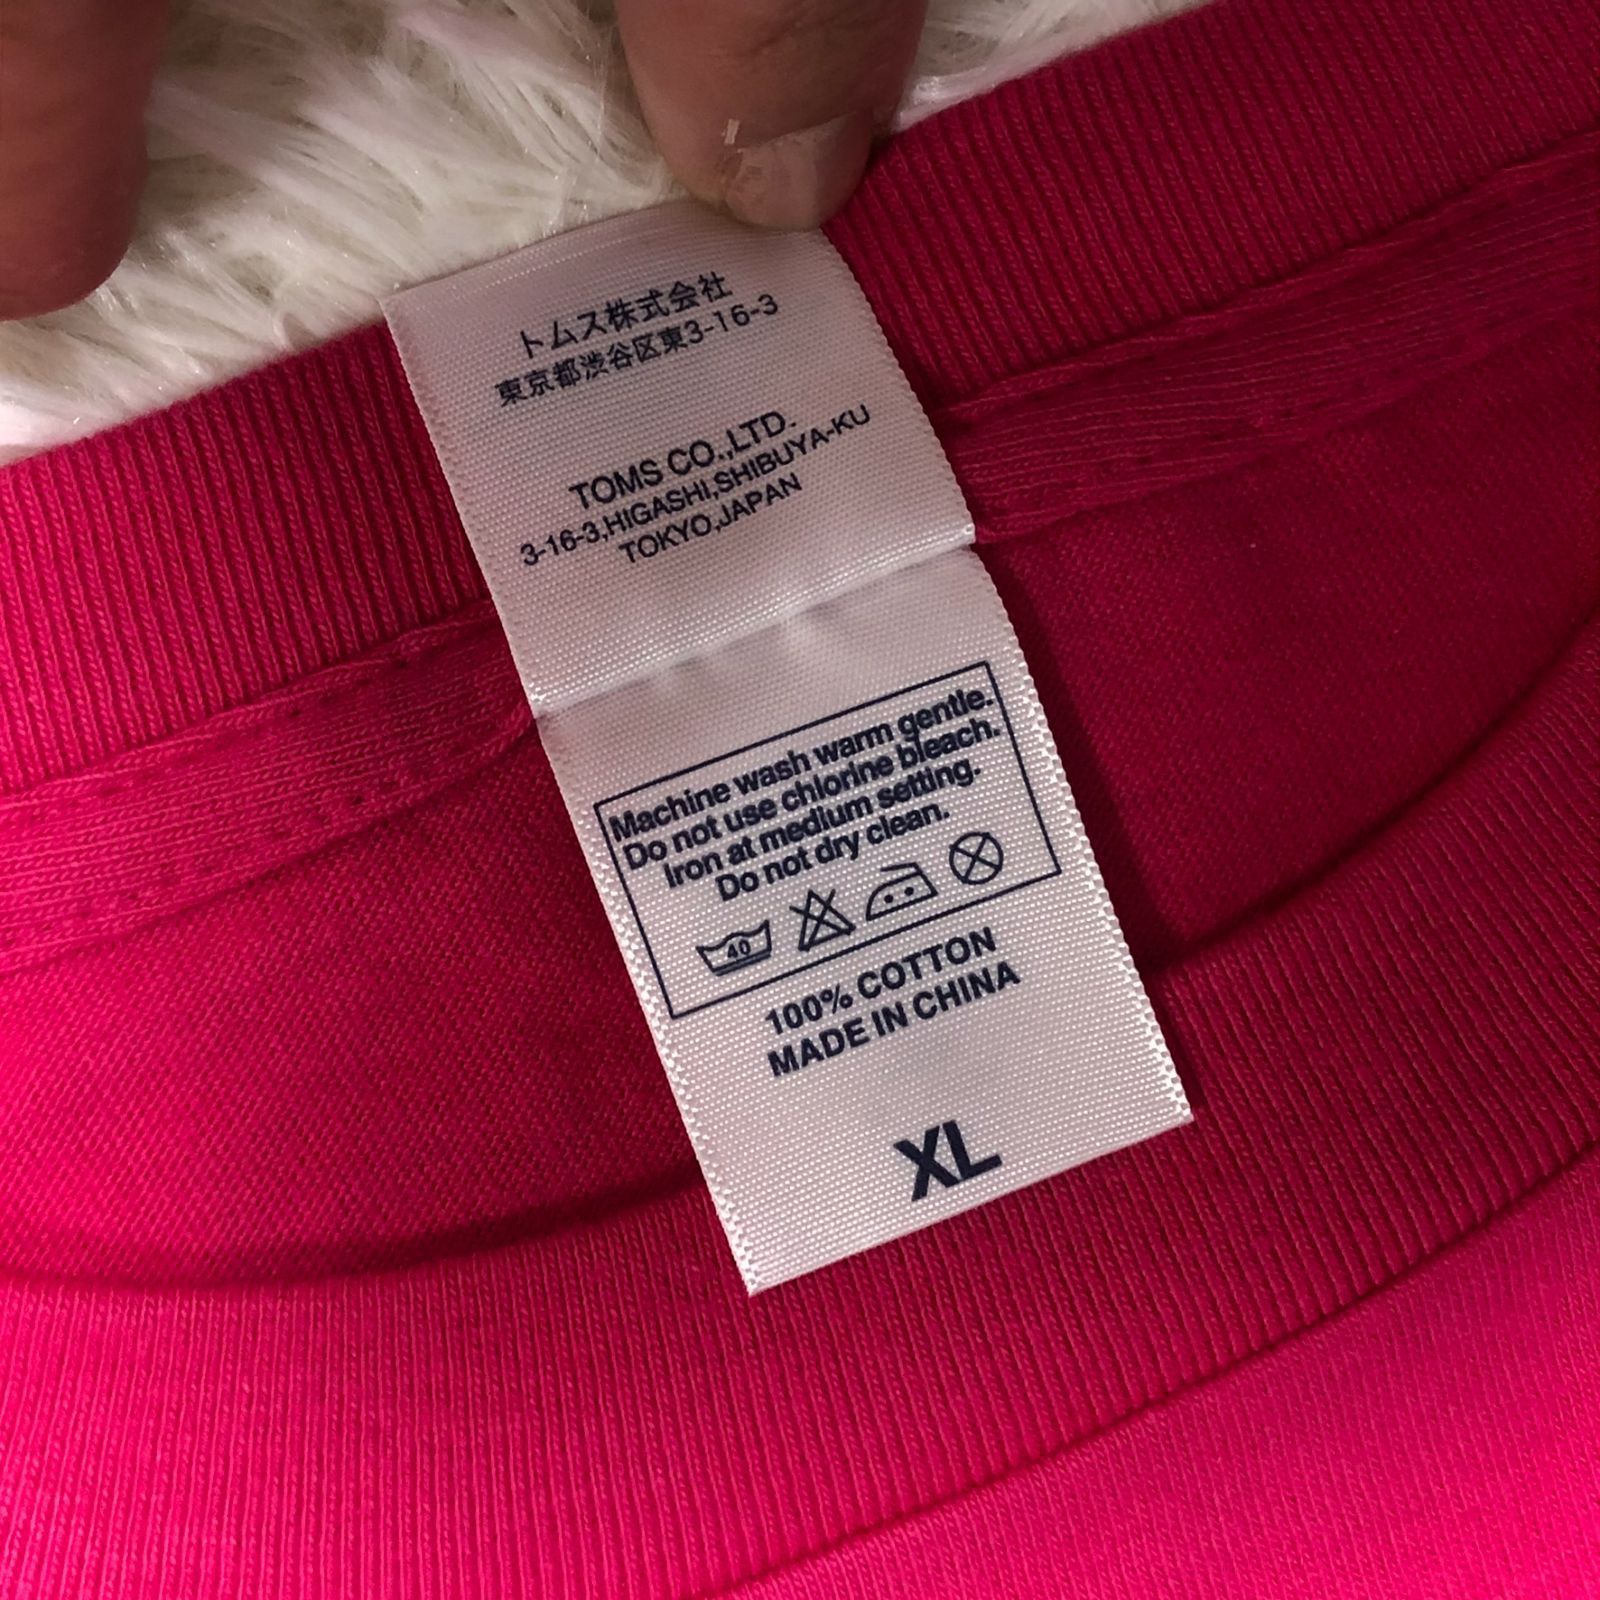 トムス株式会社
東京都渋谷区東3-16-3
TOMS CO.,LTD.
3-16-3,HIGASHI,SHIBUYA-KU
TOKYO,JAPAN
Machine wash warm gentle.
Do not use chlorine bleach.
Iron at medium setting.
Do not dry clean.
40
100% COTTON
MADE IN CHINA
XL